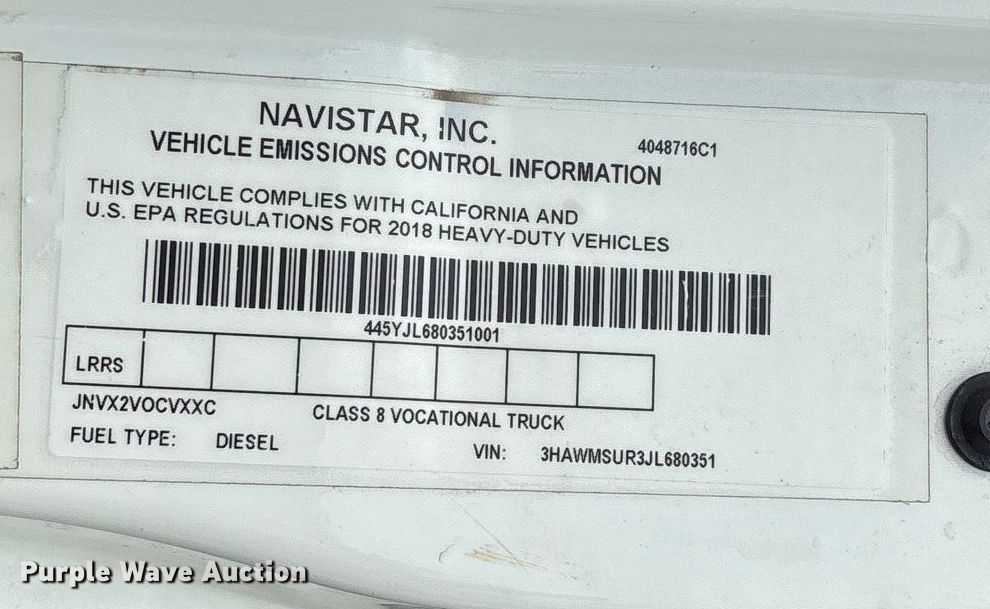 NAVISTAR, INC.
4048716C1
VEHICLE EMISSIONS CONTROL INFORMATION
THIS VEHICLE COMPLIES WITH CALIFORNIA AND
U.S. EPA REGULATIONS FOR 2018 HEAVY-DUTY VEHICLES
445YJL680351001
LRRS
JNVX2VOCVXXC
CLASS 8 VOCATIONAL TRUCK
FUEL TYPE: DIESEL
VIN: 3HAWMSUR3JL680351
Purple Wave Auction